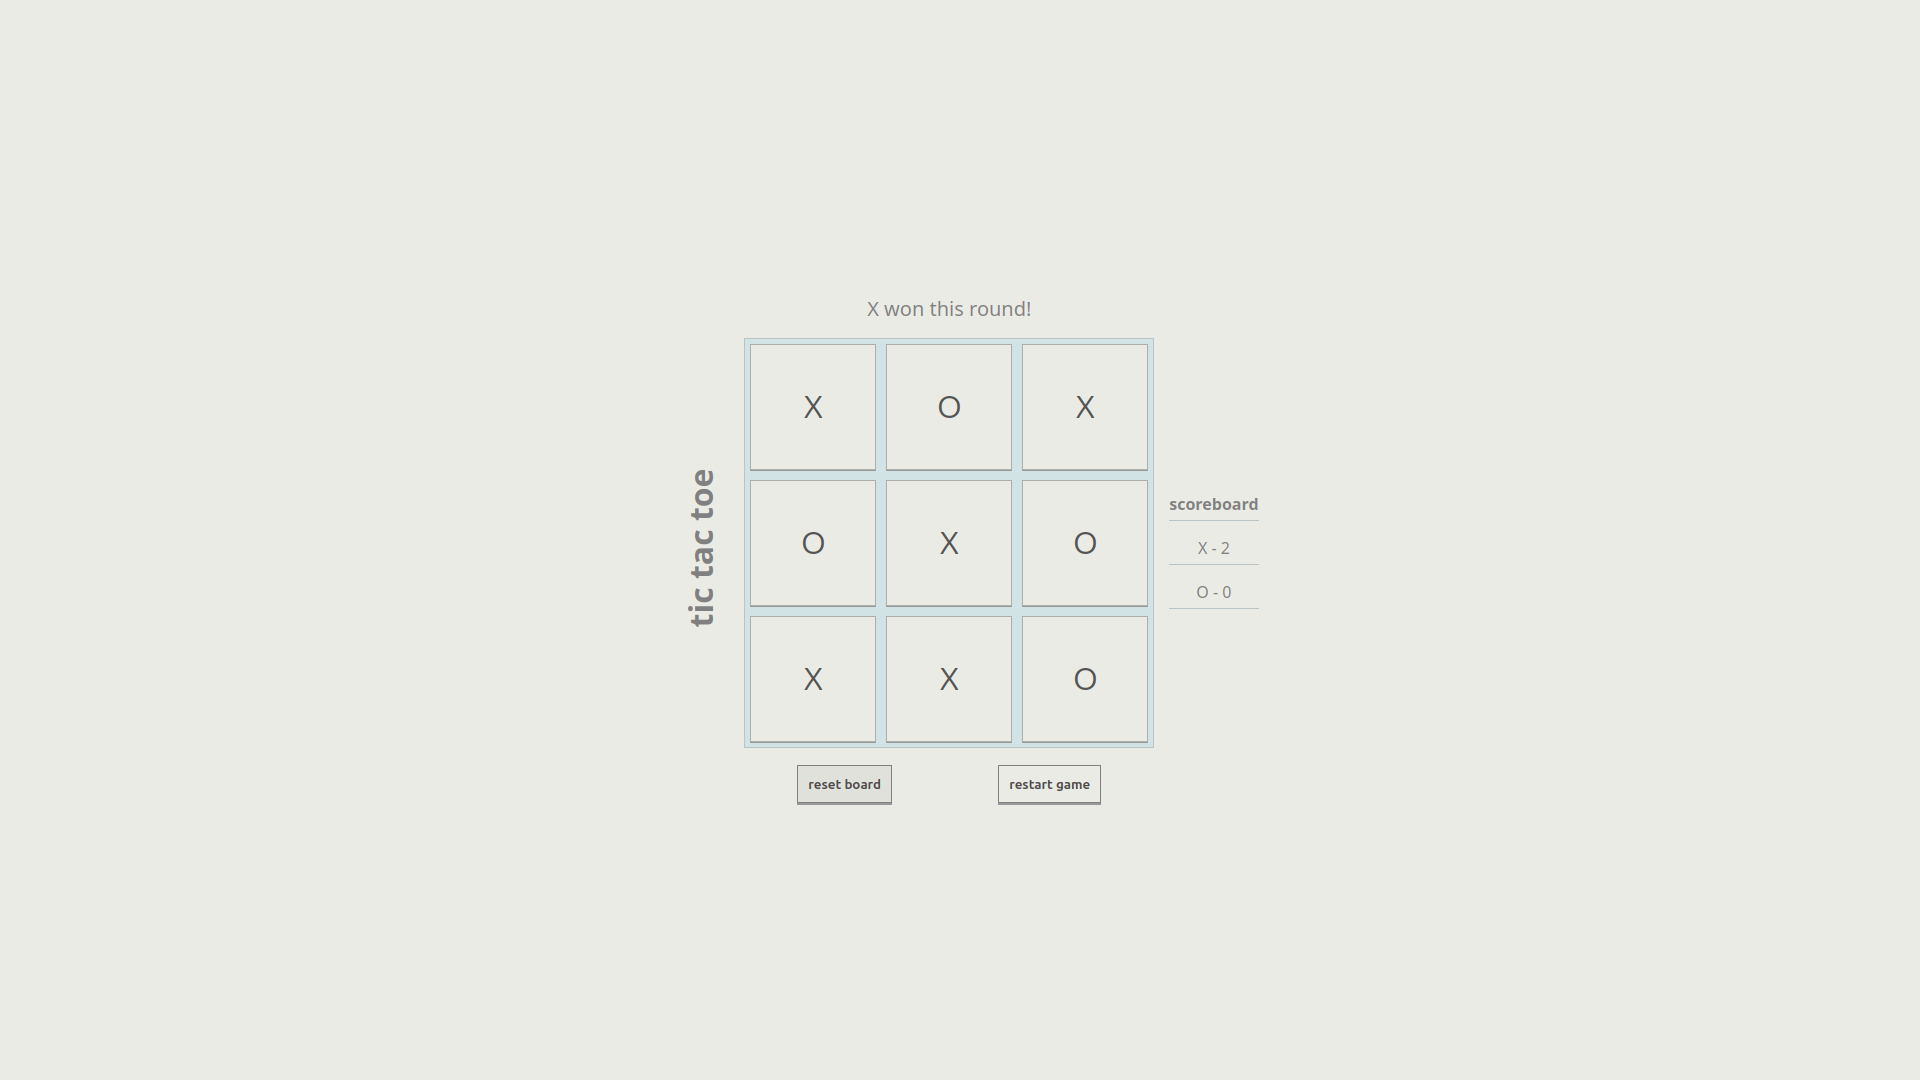 X won this round!
tic tac toe
X O X
O X O
X X O
scoreboard
X - 2
O - 0
reset board
restart game